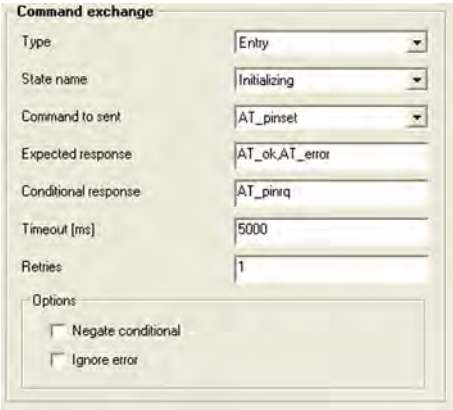 Command exchange
Type Entry
State name Initializing
Command to sent AT_pinset
Expected response AT_ok,AT_error
Conditional response AT_pinrq
Timeout [ms] 5000
Retries 1
Options
Negate conditional
Ignore error